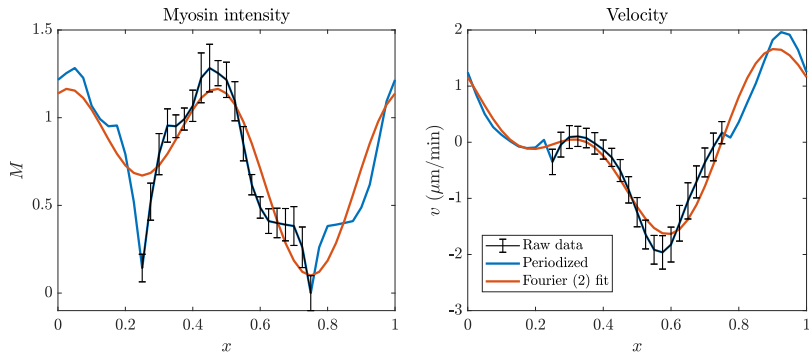 Myosin intensity
1.5
1
0.5
0
M
0 0.2 0.4 0.6 0.8 1
x
Velocity
2
1
0
-1
-2
-3
v (μm/min)
Raw data
Periodized
Fourier (2) fit
0 0.2 0.4 0.6 0.8 1
x